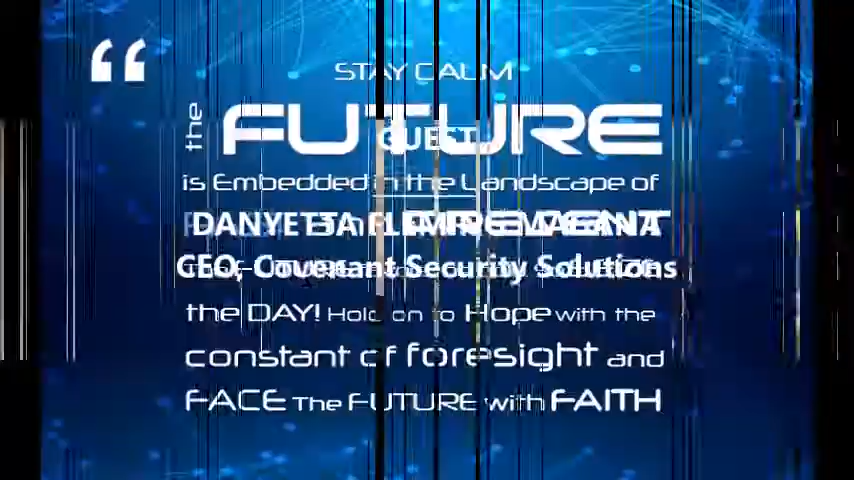 “
STAY CALM
the FUTURE
GUEST
is Embedded in the Landscape of
DANYETTA FLEMING MAGANA
CEO, Covenant Security Solutions
the DAY! Hold on to Hope with the
constant of foresight and
FACE The FUTURE with FAITH